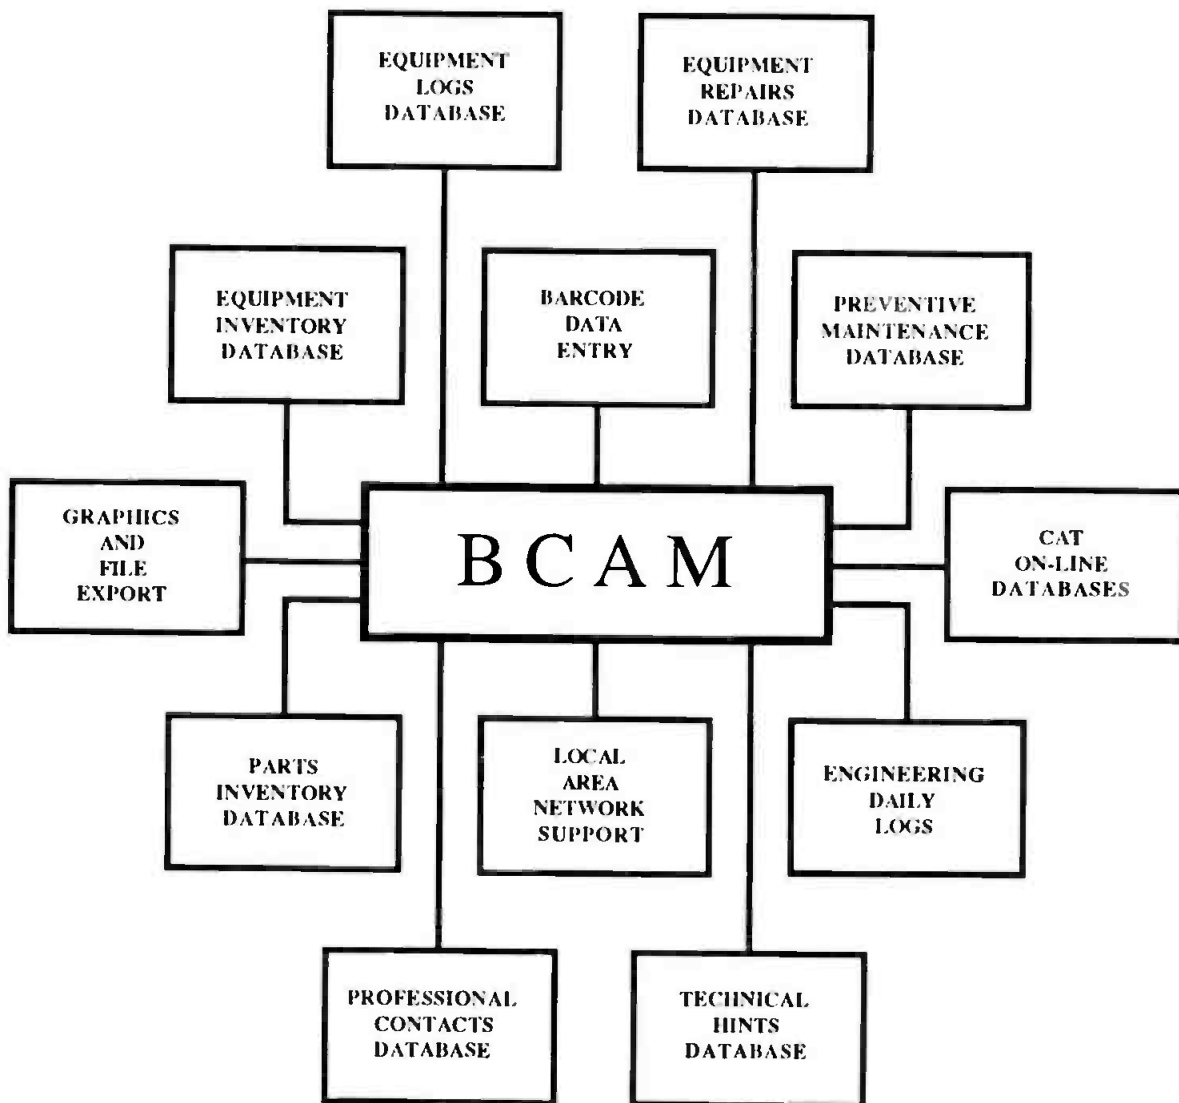 EQUIPMENT
LOGS
DATABASE
EQUIPMENT
REPAIRS
DATABASE
EQUIPMENT
INVENTORY
DATABASE
BARCODE
DATA
ENTRY
PREVENTIVE
MAINTENANCE
DATABASE
GRAPHICS
AND
FILE
EXPORT
BCAM
CAT
ON-LINE
DATABASES
PARTS
INVENTORY
DATABASE
LOCAL
AREA
NETWORK
SUPPORT
ENGINEERING
DAILY
LOGS
PROFESSIONAL
CONTACTS
DATABASE
TECHNICAL
HINTS
DATABASE